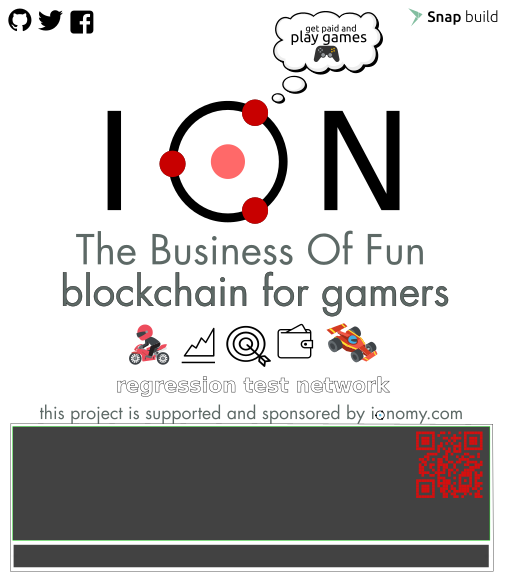 Snap build
get paid and
play games
ION
The Business Of Fun
blockchain for gamers
regression test network
this project is supported and sponsored by ionomy.com